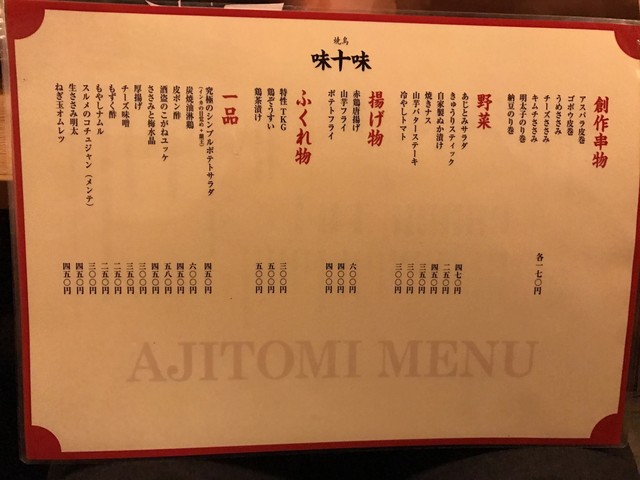 焼鳥
味十味
創作串物
アスパラ皮巻
ゴボウ皮巻
うめささみ
チーズささみ
キムチささみ
明太子のり巻
納豆のり巻
各一七〇円
野菜
あじとみサラダ 四七〇円
きゅうりスティック 二五〇円
自家製ぬか漬け 四五〇円
焼きナス 三五〇円
山芋バターステーキ 四〇〇円
冷やしトマト 三〇〇円
揚げ物
赤鶏唐揚げ 六〇〇円
山芋フライ 四〇〇円
ポテトフライ 四〇〇円
ふくれ物
特性TKG 三〇〇円
鶏ぞうすい 五〇〇円
鶏茶漬け 五〇〇円
一品
究極のシンプルポテトサラダ 四五〇円
炭焼油淋鶏 六〇〇円
皮ポン酢 四五〇円
酒盗のこがねユッケ 五八〇円
ささみと梅水晶 四五〇円
厚揚げ 三〇〇円
チーズ味噌 三五〇円
もずく酢 二五〇円
もやしナムル 二五〇円
スルメのコチュジャン（メンテ） 三〇〇円
生ささみ明太 四五〇円
ねぎ玉オムレツ 四五〇円
AJITOMI MENU